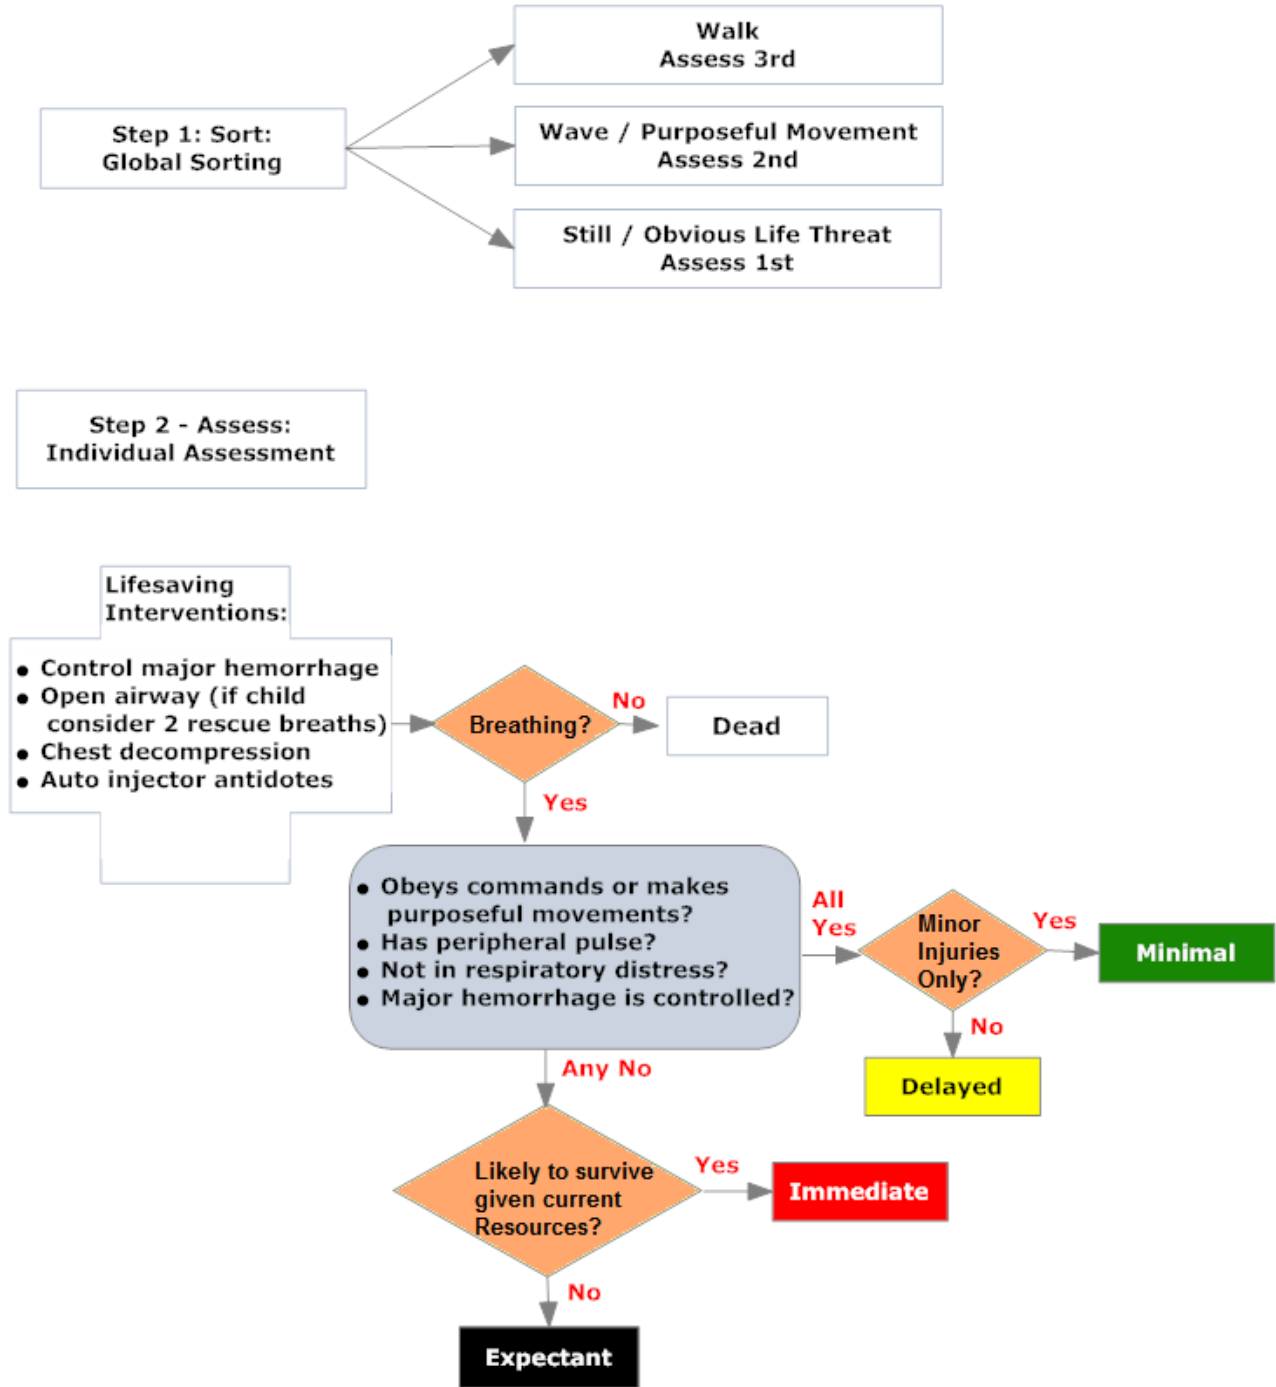 Walk
Assess 3rd
Step 1: Sort:
Global Sorting
Wave / Purposeful Movement
Assess 2nd
Still / Obvious Life Threat
Assess 1st
Step 2 - Assess:
Individual Assessment
Lifesaving
Interventions:
● Control major hemorrhage
● Open airway (if child
consider 2 rescue breaths)
● Chest decompression
● Auto injector antidotes
Breathing?
No
Dead
Yes
● Obeys commands or makes
purposeful movements?
● Has peripheral pulse?
● Not in respiratory distress?
● Major hemorrhage is controlled?
All
Yes
Minor
Injuries
Only?
Yes
Minimal
No
Delayed
Any No
Likely to survive
given current
Resources?
Yes
Immediate
No
Expectant